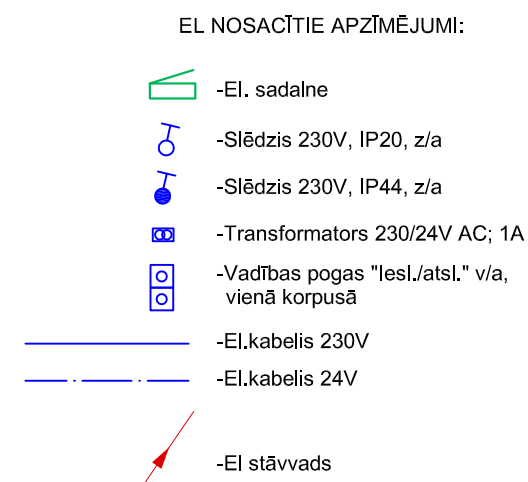 EL NOSACĪTIE APZĪMĒJUMI:
-El. sadalne
-Slēdzis 230V, IP20, z/a
-Slēdzis 230V, IP44, z/a
-Transformators 230/24V AC; 1A
-Vadības pogas "Iesl./atsl." v/a,
vienā korpusā
-El.kabelis 230V
-El.kabelis 24V
-El stāvvads